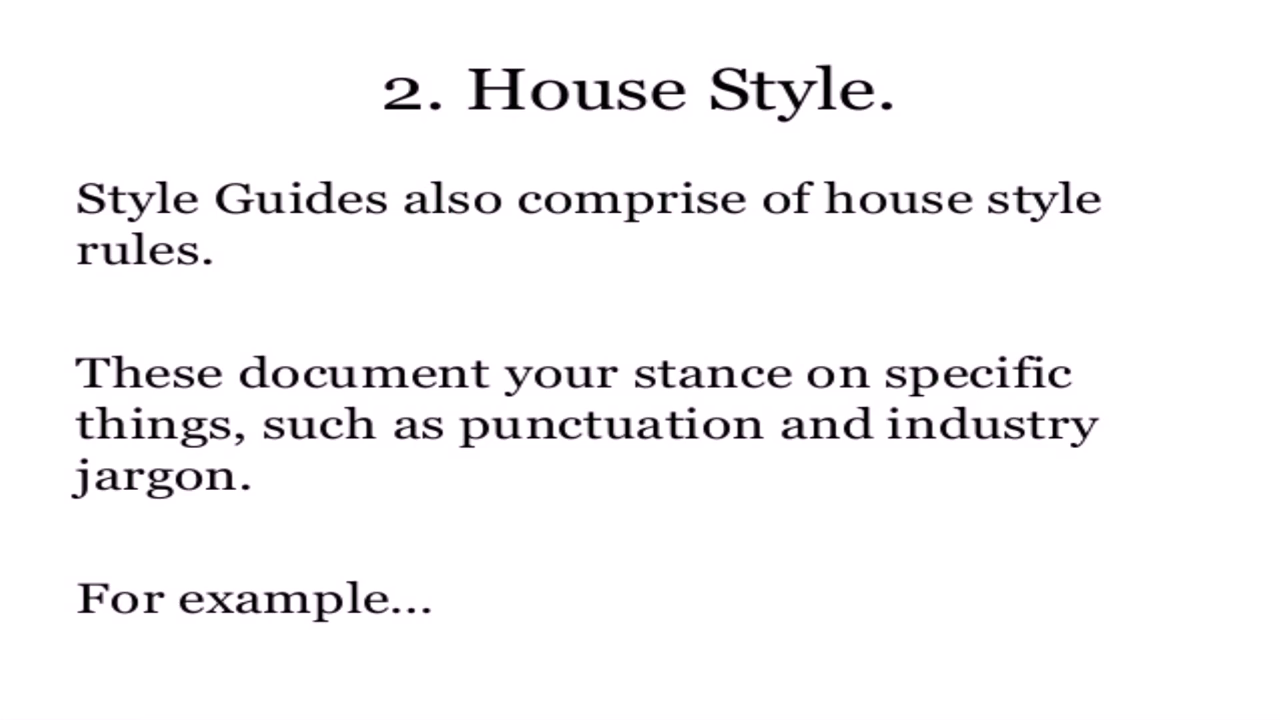 2. House Style.
Style Guides also comprise of house style
rules.
These document your stance on specific
things, such as punctuation and industry
jargon.
For example...